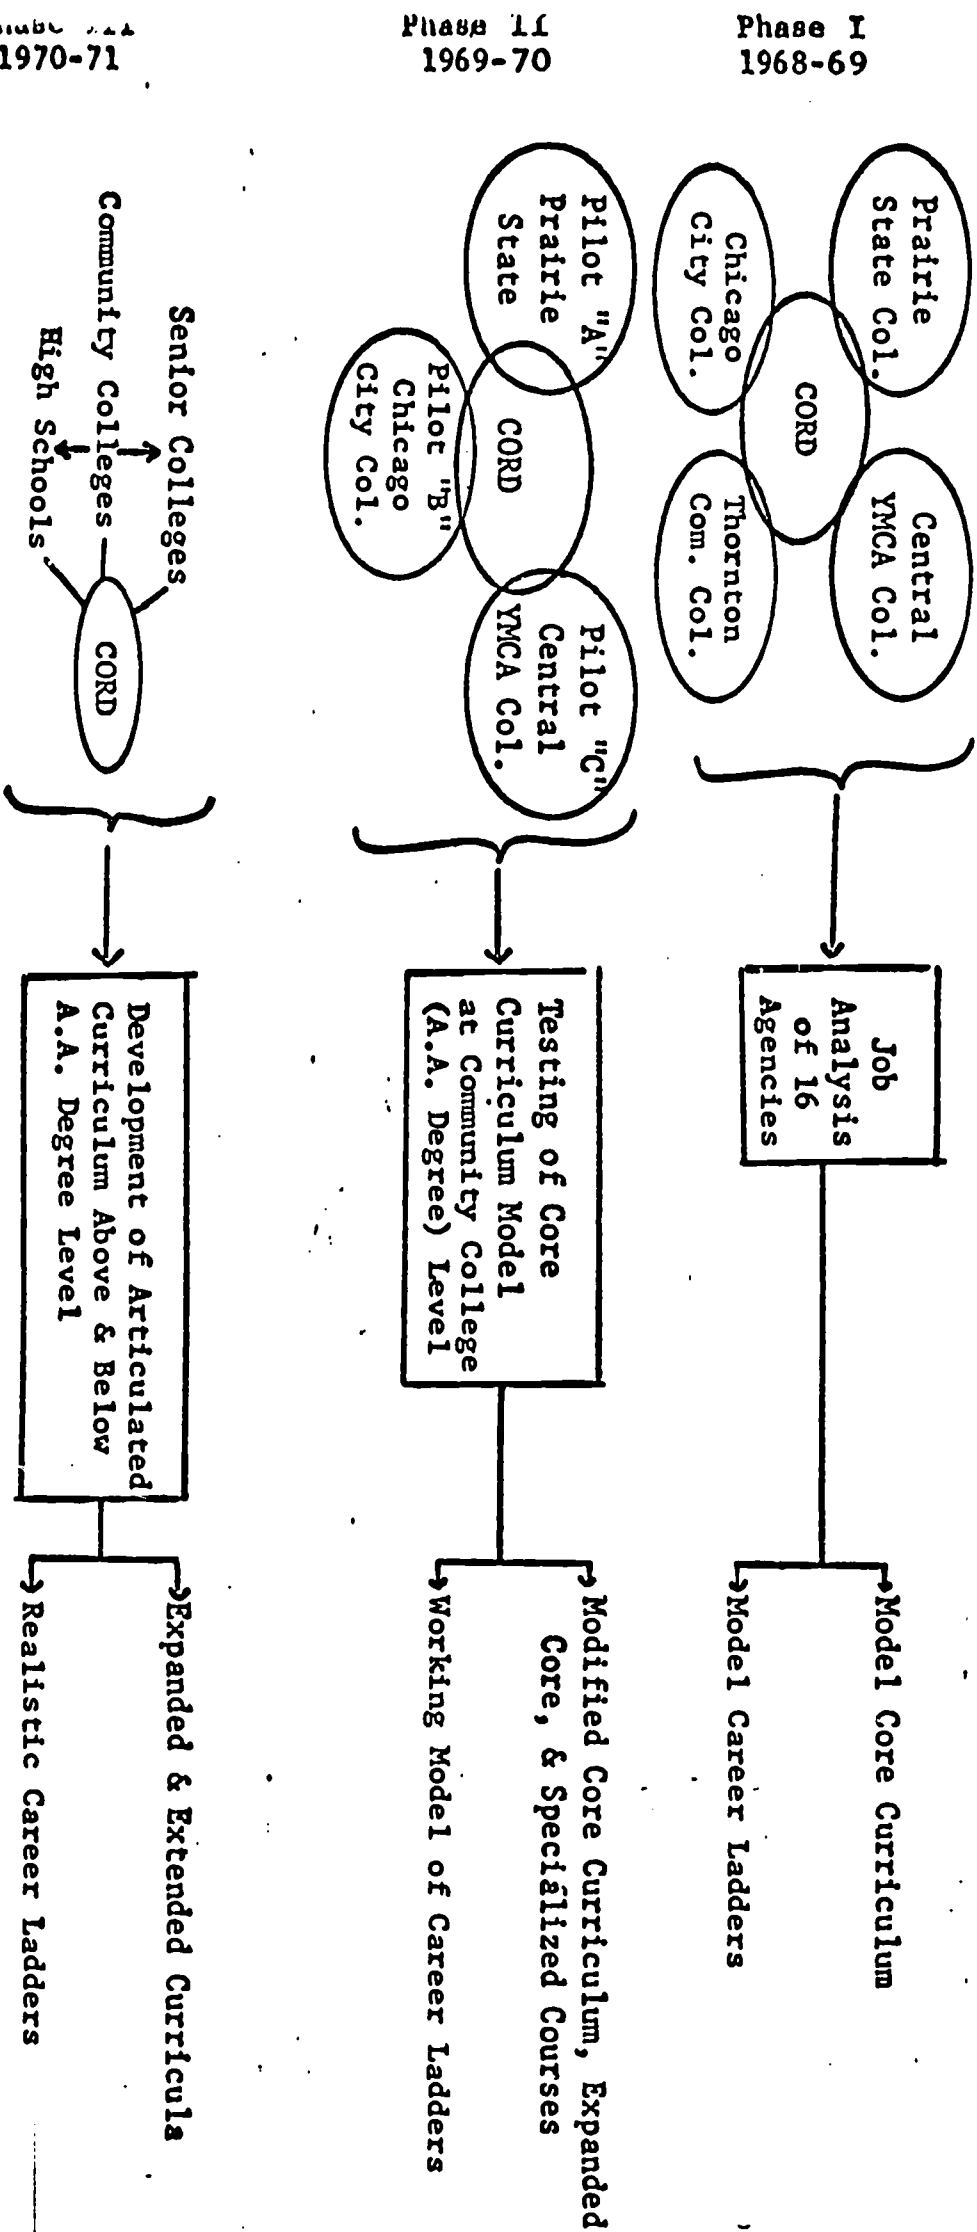 Phase I
1968-69
Prairie
State Col.
Central
YMCA Col.
CORD
Chicago
City Col.
Thornton
Com. Col.
Job
Analysis
of 16
Agencies
Model Core Curriculum
Model Career Ladders
Phase II
1969-70
Pilot "A"
Prairie
State
CORD
Pilot "B"
Chicago
City Col.
Pilot "C"
Central
YMCA Col.
Testing of Core
Curriculum Model
at Community College
(A.A. Degree) Level
Modified Core Curriculum, Expanded
Core, & Specialized Courses
Working Model of Career Ladders
1970-71
Senior Colleges
Community Colleges
High Schools
CORD
Development of Articulated
Curriculum Above & Below
A.A. Degree Level
Expanded & Extended Curricula
Realistic Career Ladders